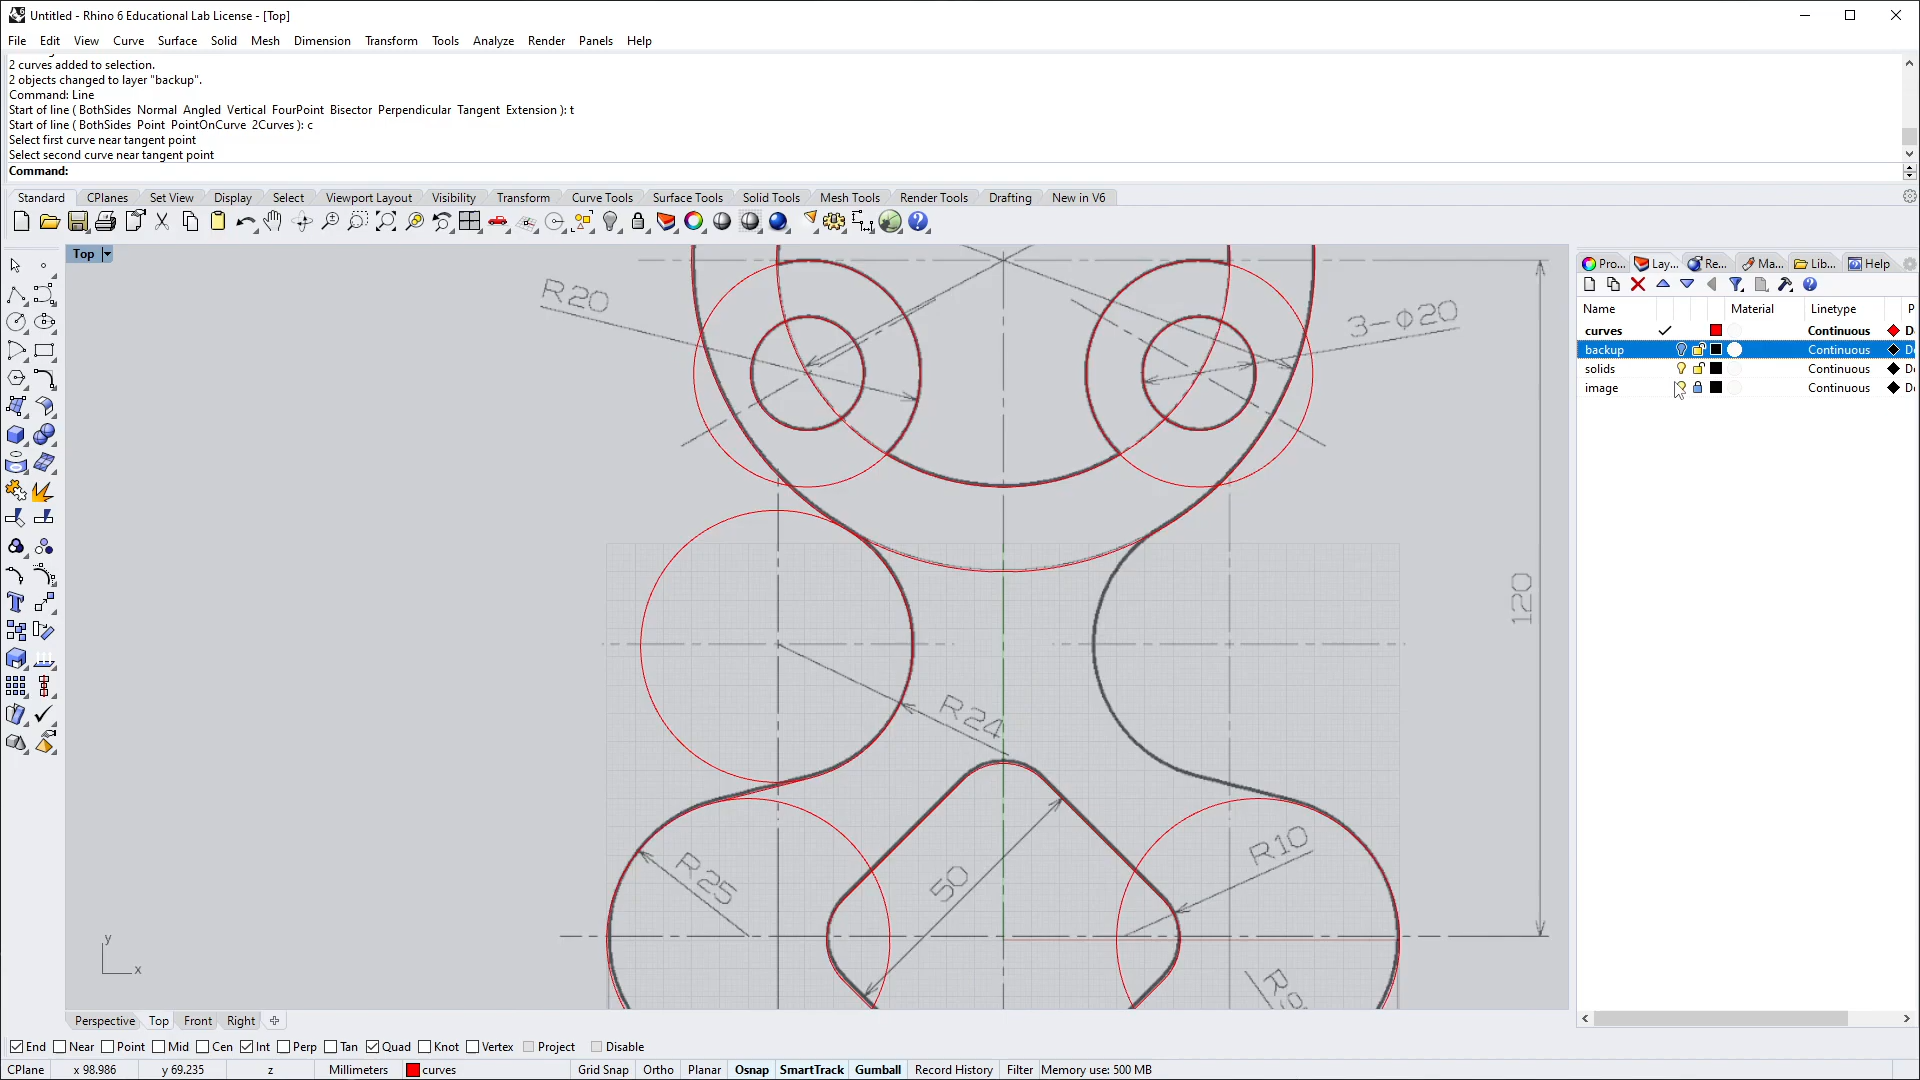 Untitled - Rhino 6 Educational Lab License - [Top]
File Edit View Curve Surface Solid Mesh Dimension Transform Tools Analyze Render Panels Help
2 curves added to selection.
2 objects changed to layer "backup".
Command: Line
Start of line ( BothSides Normal Angled Vertical FourPoint Bisector Perpendicular Tangent Extension ): t
Start of line ( BothSides Point PointOnCurve 2Curves ): c
Select first curve near tangent point
Select second curve near tangent point
Command:
Standard CPlanes Set View Display Select Viewport Layout Visibility Transform Curve Tools Surface Tools Solid Tools Mesh Tools Render Tools Drafting New in V6
Top
Pro... Lay... Re... Ma... Lib... Help
Name Material Linetype P
curves Continuous D
backup Continuous D
solids Continuous D
image Continuous D
R20
3-Φ20
120
R24
R10
R25
50
y
x
Perspective Top Front Right
End Near Point Mid Cen Int Perp Tan Quad Knot Vertex Project Disable
CPlane x 98.986 y 69.235 z Millimeters curves Grid Snap Ortho Planar Osnap SmartTrack Gumball Record History Filter Memory use: 500 MB